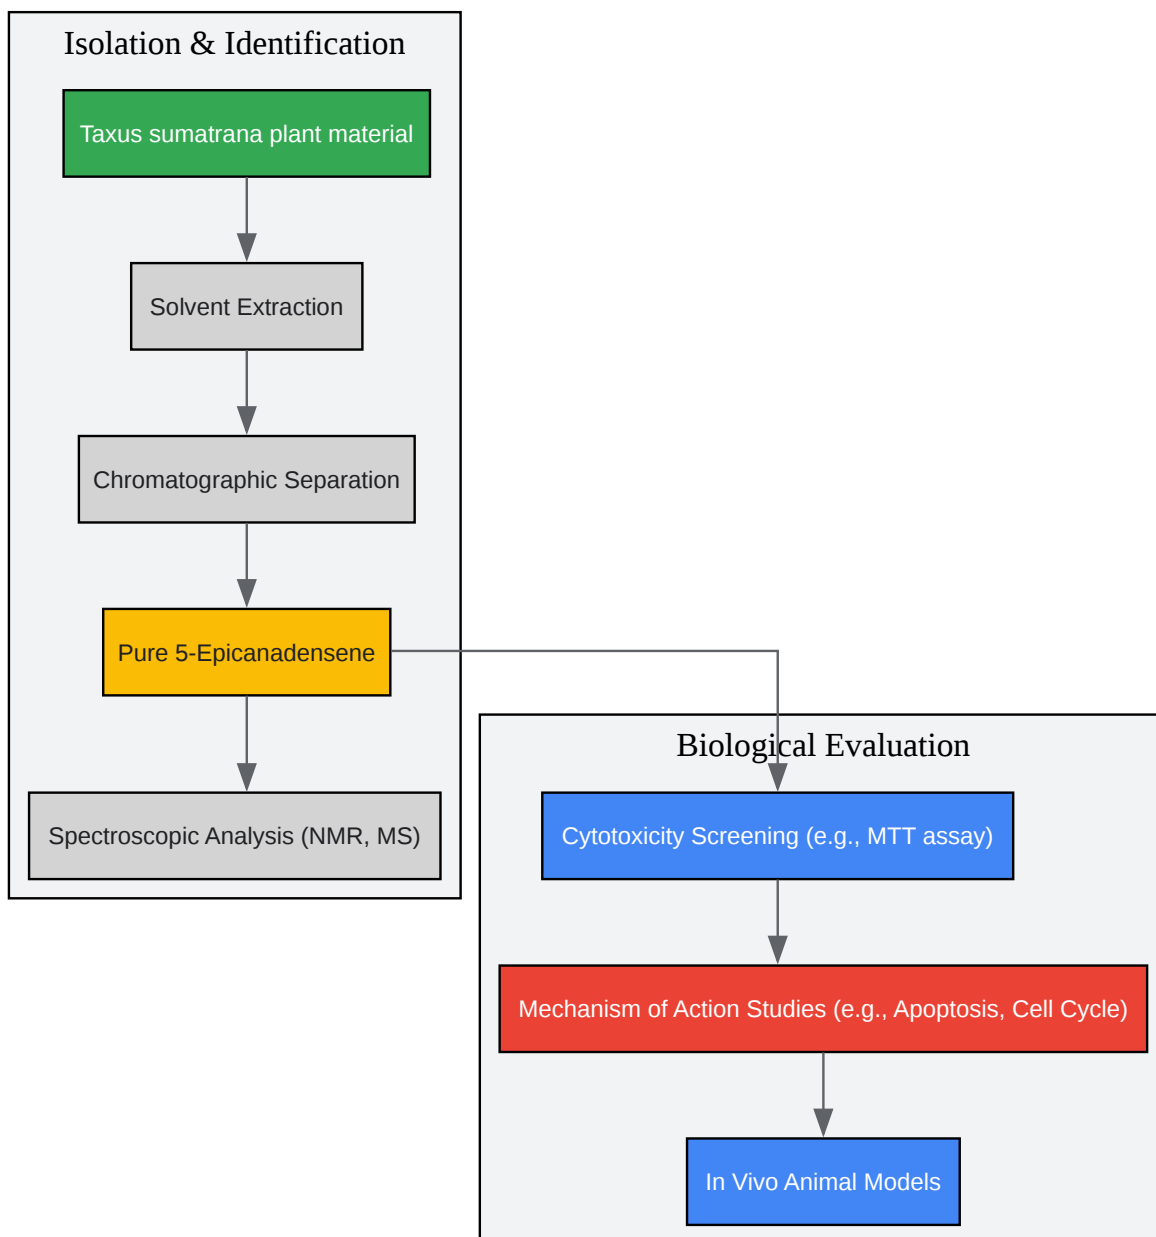 Isolation & Identification
Taxus sumatrana plant material
Solvent Extraction
Chromatographic Separation
Pure 5-Epicanadensene
Spectroscopic Analysis (NMR, MS)
Biological Evaluation
Cytotoxicity Screening (e.g., MTT assay)
Mechanism of Action Studies (e.g., Apoptosis, Cell Cycle)
In Vivo Animal Models